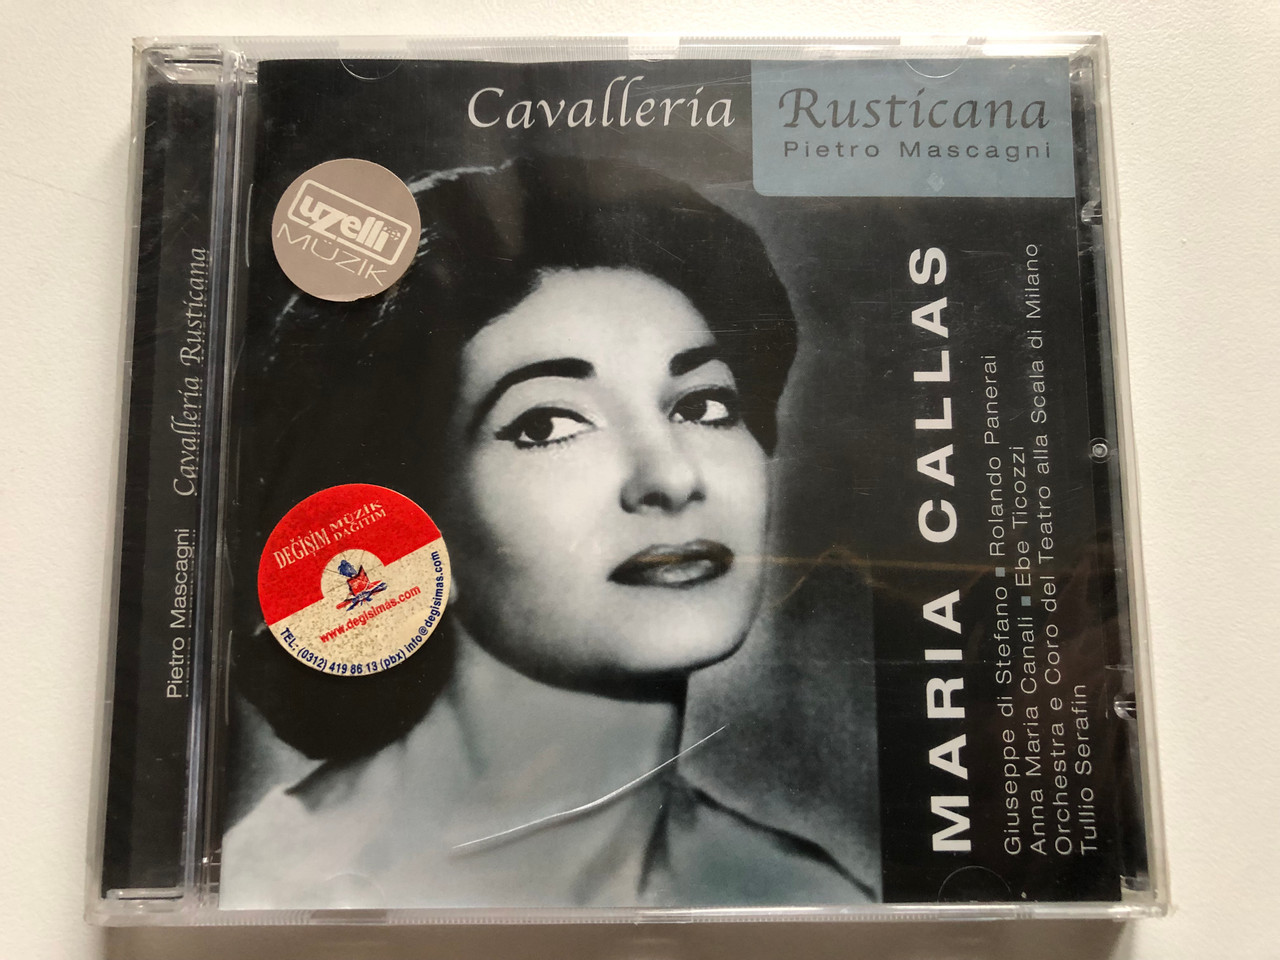 Cavalleria Rusticana
Pietro Mascagni
uzelli
MÜZİK
DEĞİŞİM MÜZİK
DAĞITIM
www.degisimas.com
TEL: (0312) 419 86 13 (pbx) info@degisimas.com
MARIA CALLAS
Giuseppe di Stefano ▪ Rolando Panerai
Anna Maria Canali ▪ Ebe Ticozzi
Orchestra e Coro del Teatro alla Scala di Milano
Tullio Serafin
Pietro Mascagni Cavalleria Rusticana